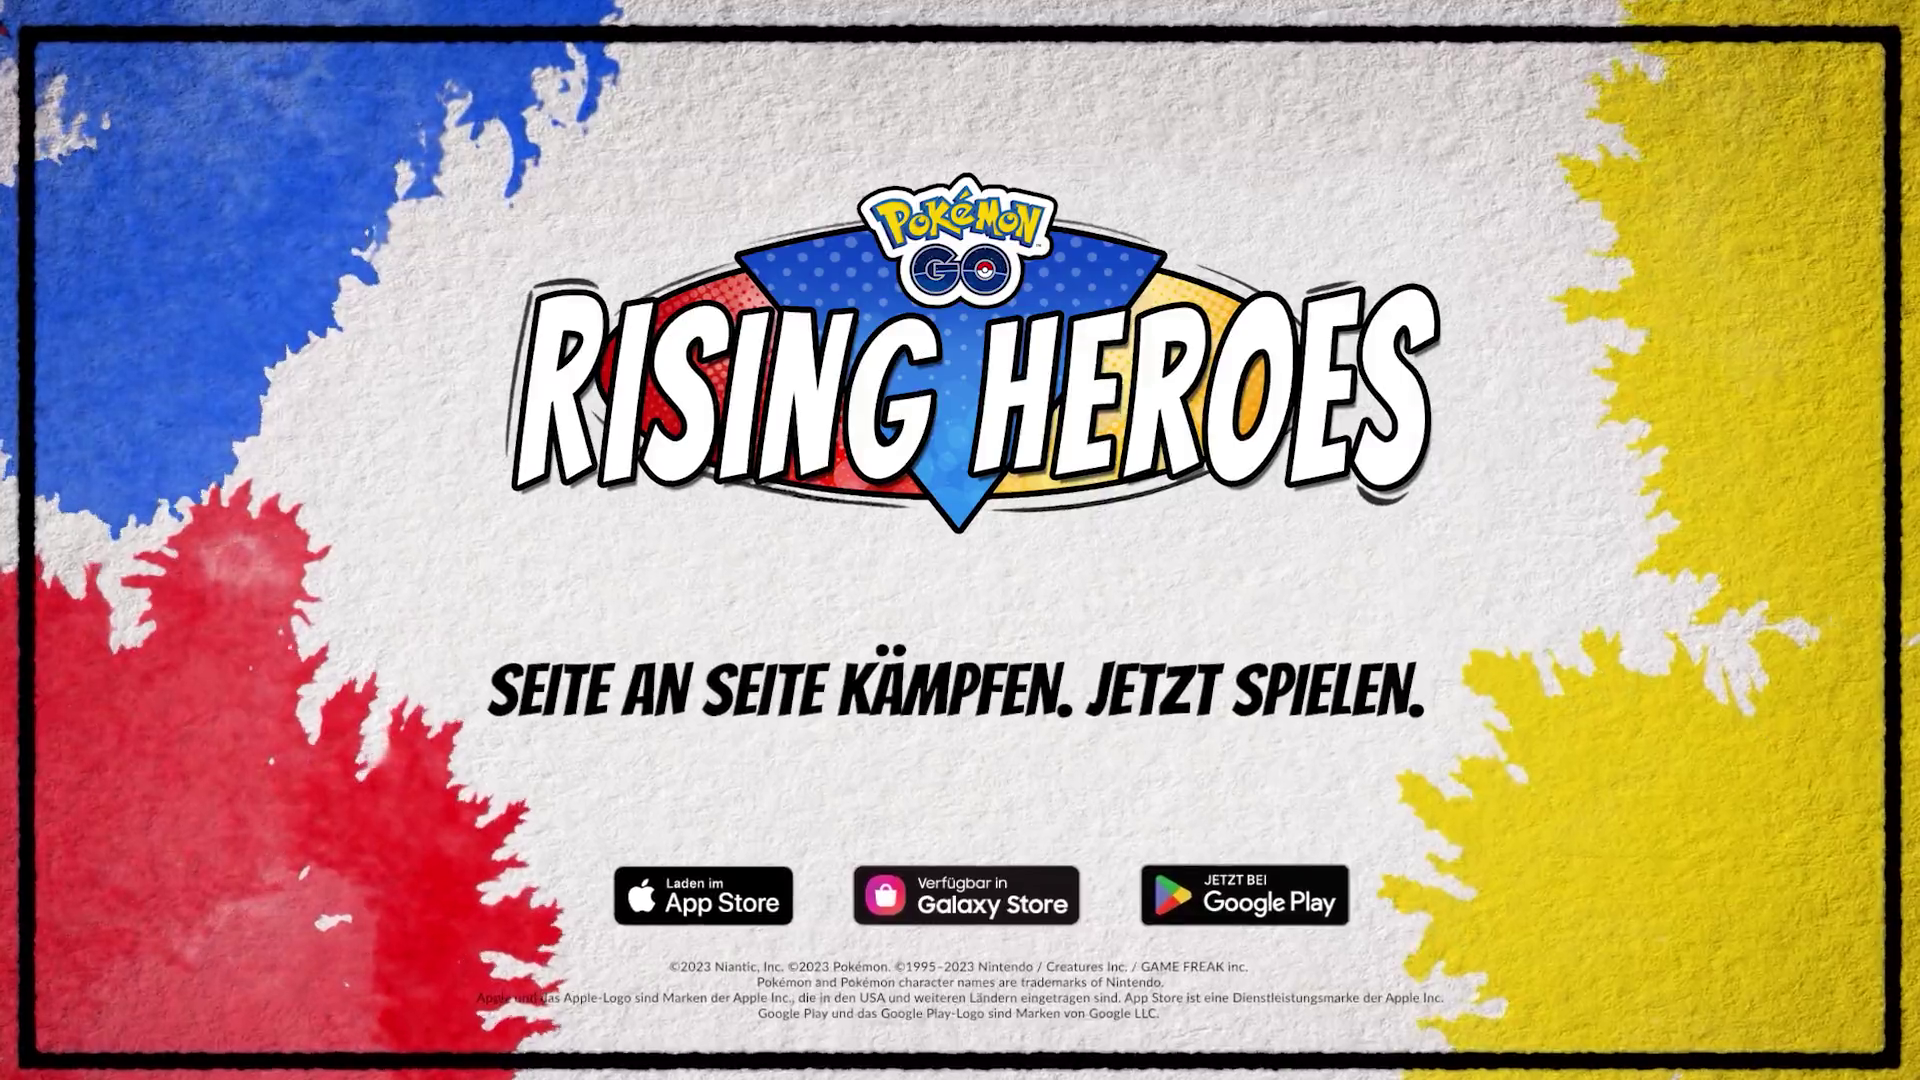 POKÉMON
GO
RISING HEROES
SEITE AN SEITE KÄMPFEN. JETZT SPIELEN.
Laden im
App Store
Verfügbar in
Galaxy Store
JETZT BEI
Google Play
©2023 Niantic, Inc. ©2023 Pokémon. ©1995–2023 Nintendo / Creatures Inc. / GAME FREAK inc.
Pokémon and Pokémon character names are trademarks of Nintendo.
Apple und das Apple-Logo sind Marken der Apple Inc., die in den USA und weiteren Ländern eingetragen sind. App Store ist eine Dienstleistungsmarke der Apple Inc.
Google Play und das Google Play-Logo sind Marken von Google LLC.